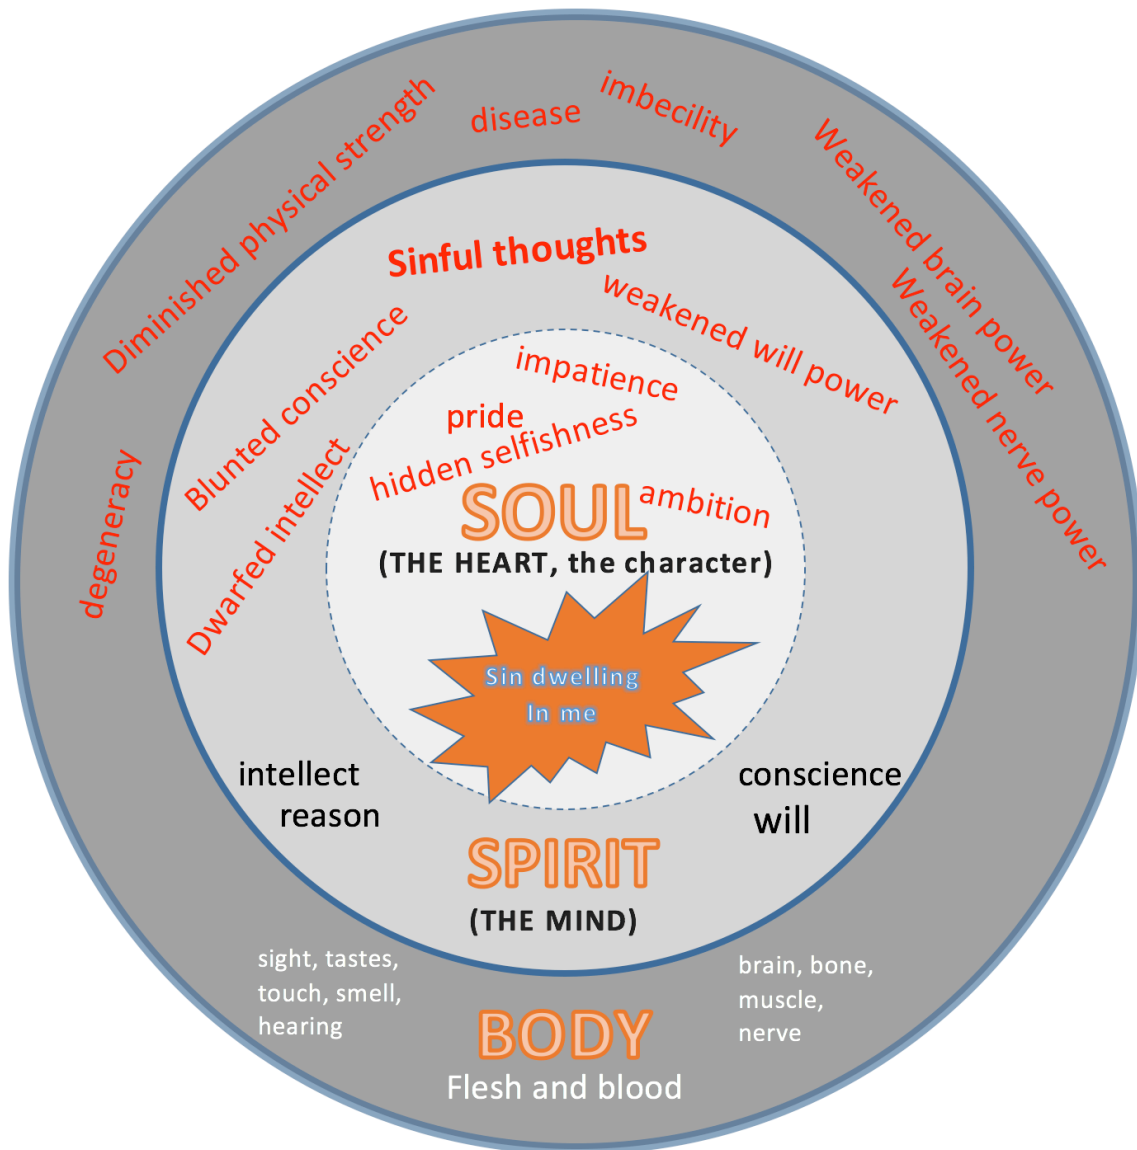 imbecility
disease
Diminished physical strength
Weakened brain power
Weakened nerve power
degeneracy
Sinful thoughts
weakened will power
Blunted conscience
Dwarfed intellect
impatience
pride
hidden selfishness
ambition
SOUL
(THE HEART, the character)
Sin dwelling
In me
intellect
reason
conscience
will
SPIRIT
(THE MIND)
sight, tastes,
touch, smell,
hearing
brain, bone,
muscle,
nerve
BODY
Flesh and blood